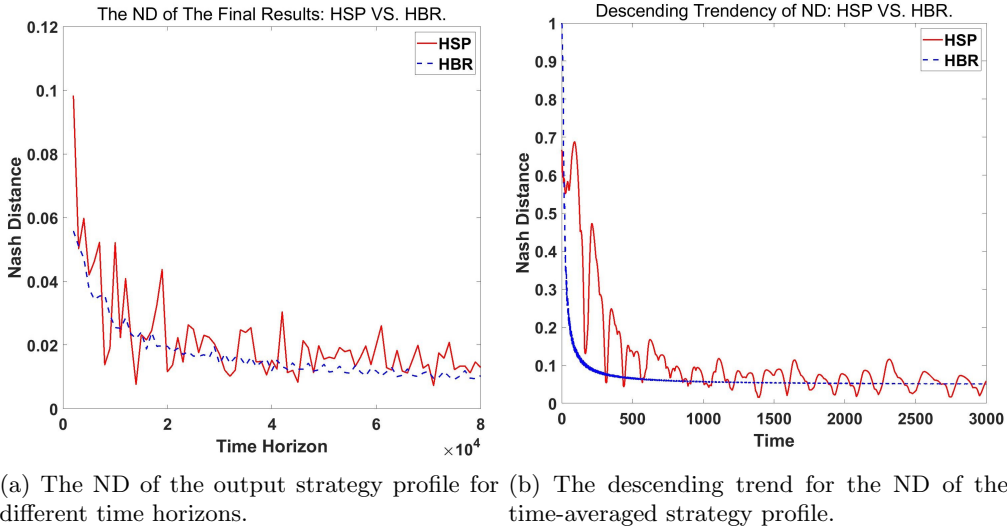 The ND of The Final Results: HSP VS. HBR.
0.12
0.1
0.08
0.06
0.04
0.02
0
Nash Distance
HSP
HBR
0 2 4 6 8
×10⁴
Time Horizon
(a) The ND of the output strategy profile for
different time horizons.
Descending Trendency of ND: HSP VS. HBR.
1
0.9
0.8
0.7
0.6
0.5
0.4
0.3
0.2
0.1
0
Nash Distance
HSP
HBR
0 500 1000 1500 2000 2500 3000
Time
(b) The descending trend for the ND of the
time-averaged strategy profile.